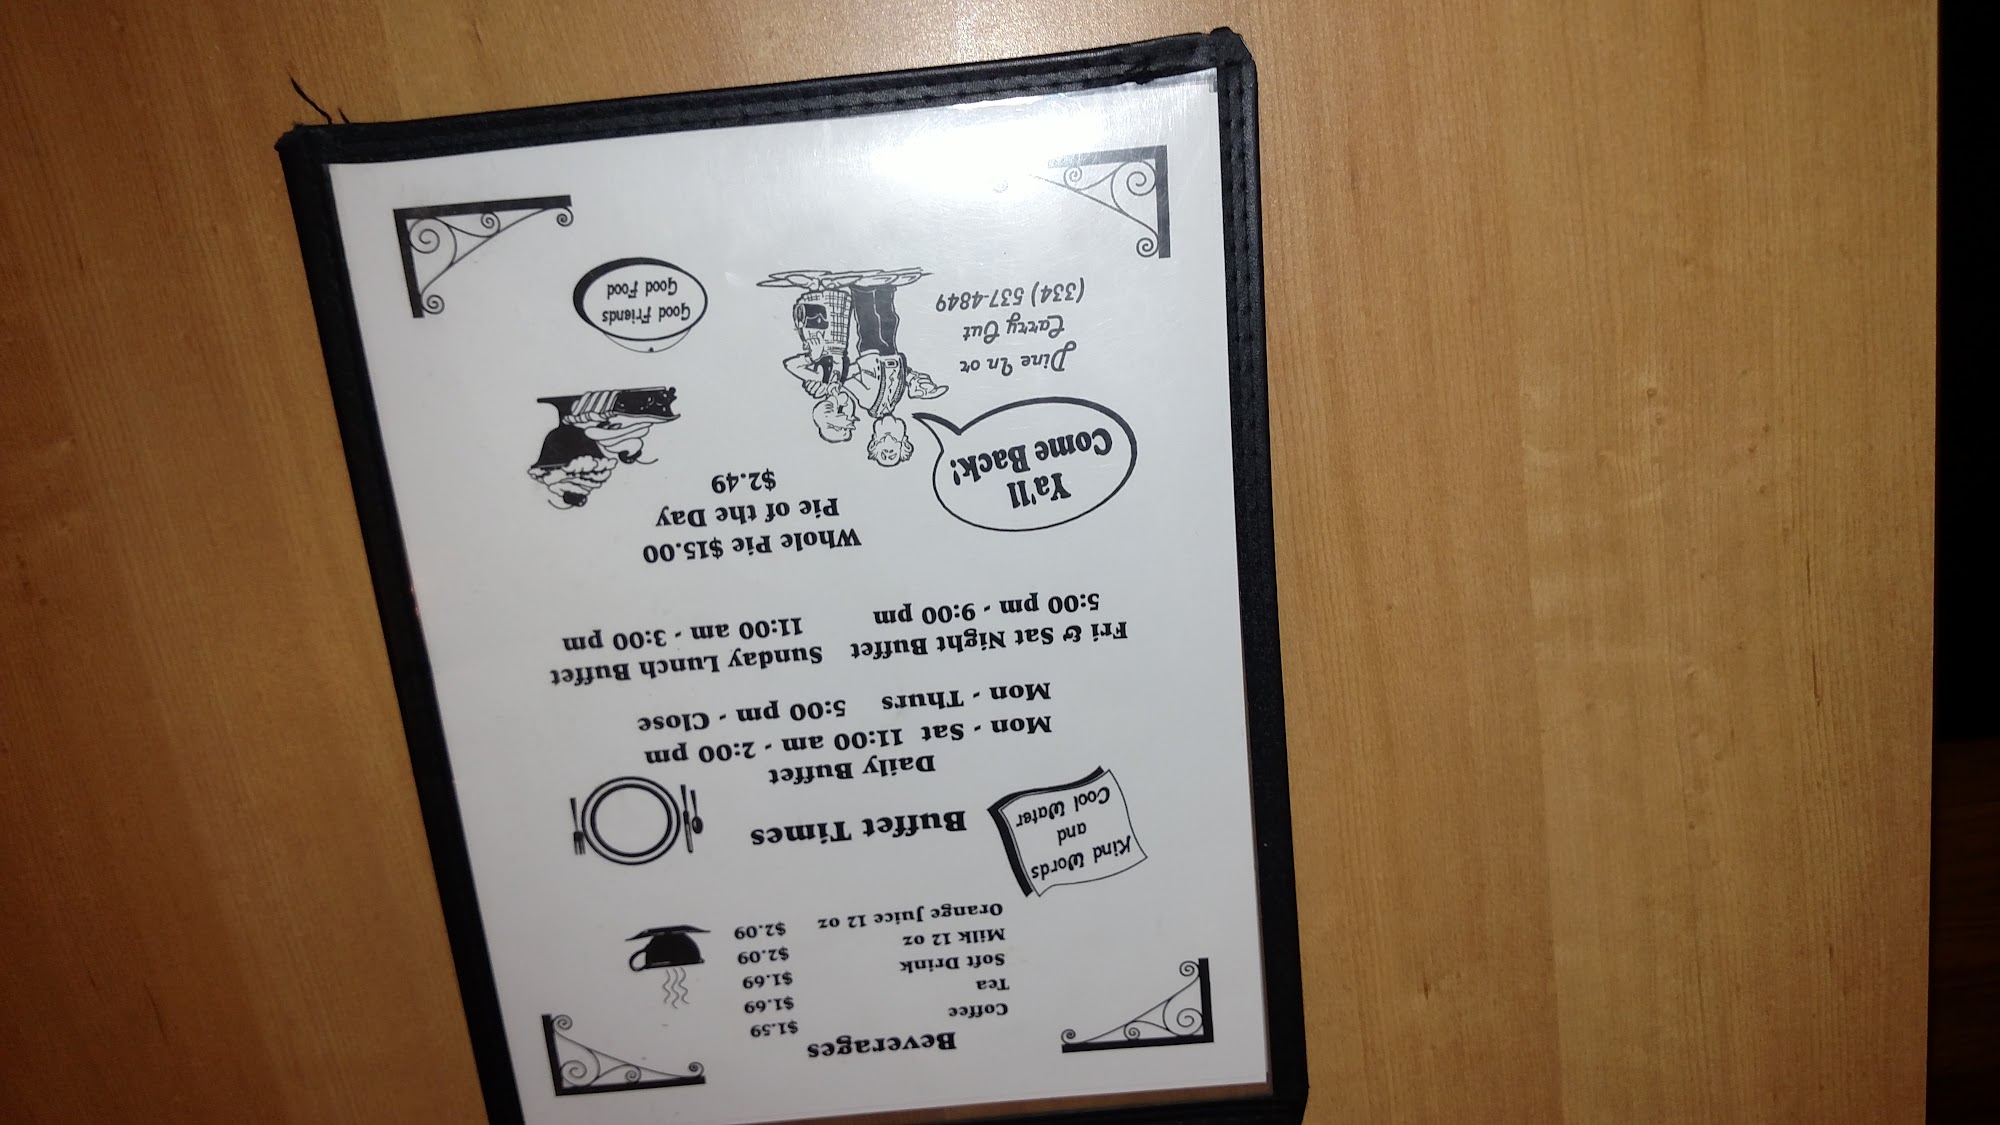 Beverages
Coffee $1.59
Tea $1.69
Soft Drink $1.69
Milk 12 oz $2.09
Orange Juice 12 oz $2.09
Kind Words
and
Cool Water
Buffet Times
Daily Buffet
Mon - Sat 11:00 am - 2:00 pm
Mon - Thurs 5:00 pm - Close
Fri & Sat Night Buffet
5:00 pm - 9:00 pm
Sunday Lunch Buffet
11:00 am - 3:00 pm
Whole Pie $15.00
Pie of the Day
$2.49
Ya'll
Come Back!
Dine In or
Carry Out
(334) 537-4849
Good Friends
Good Food